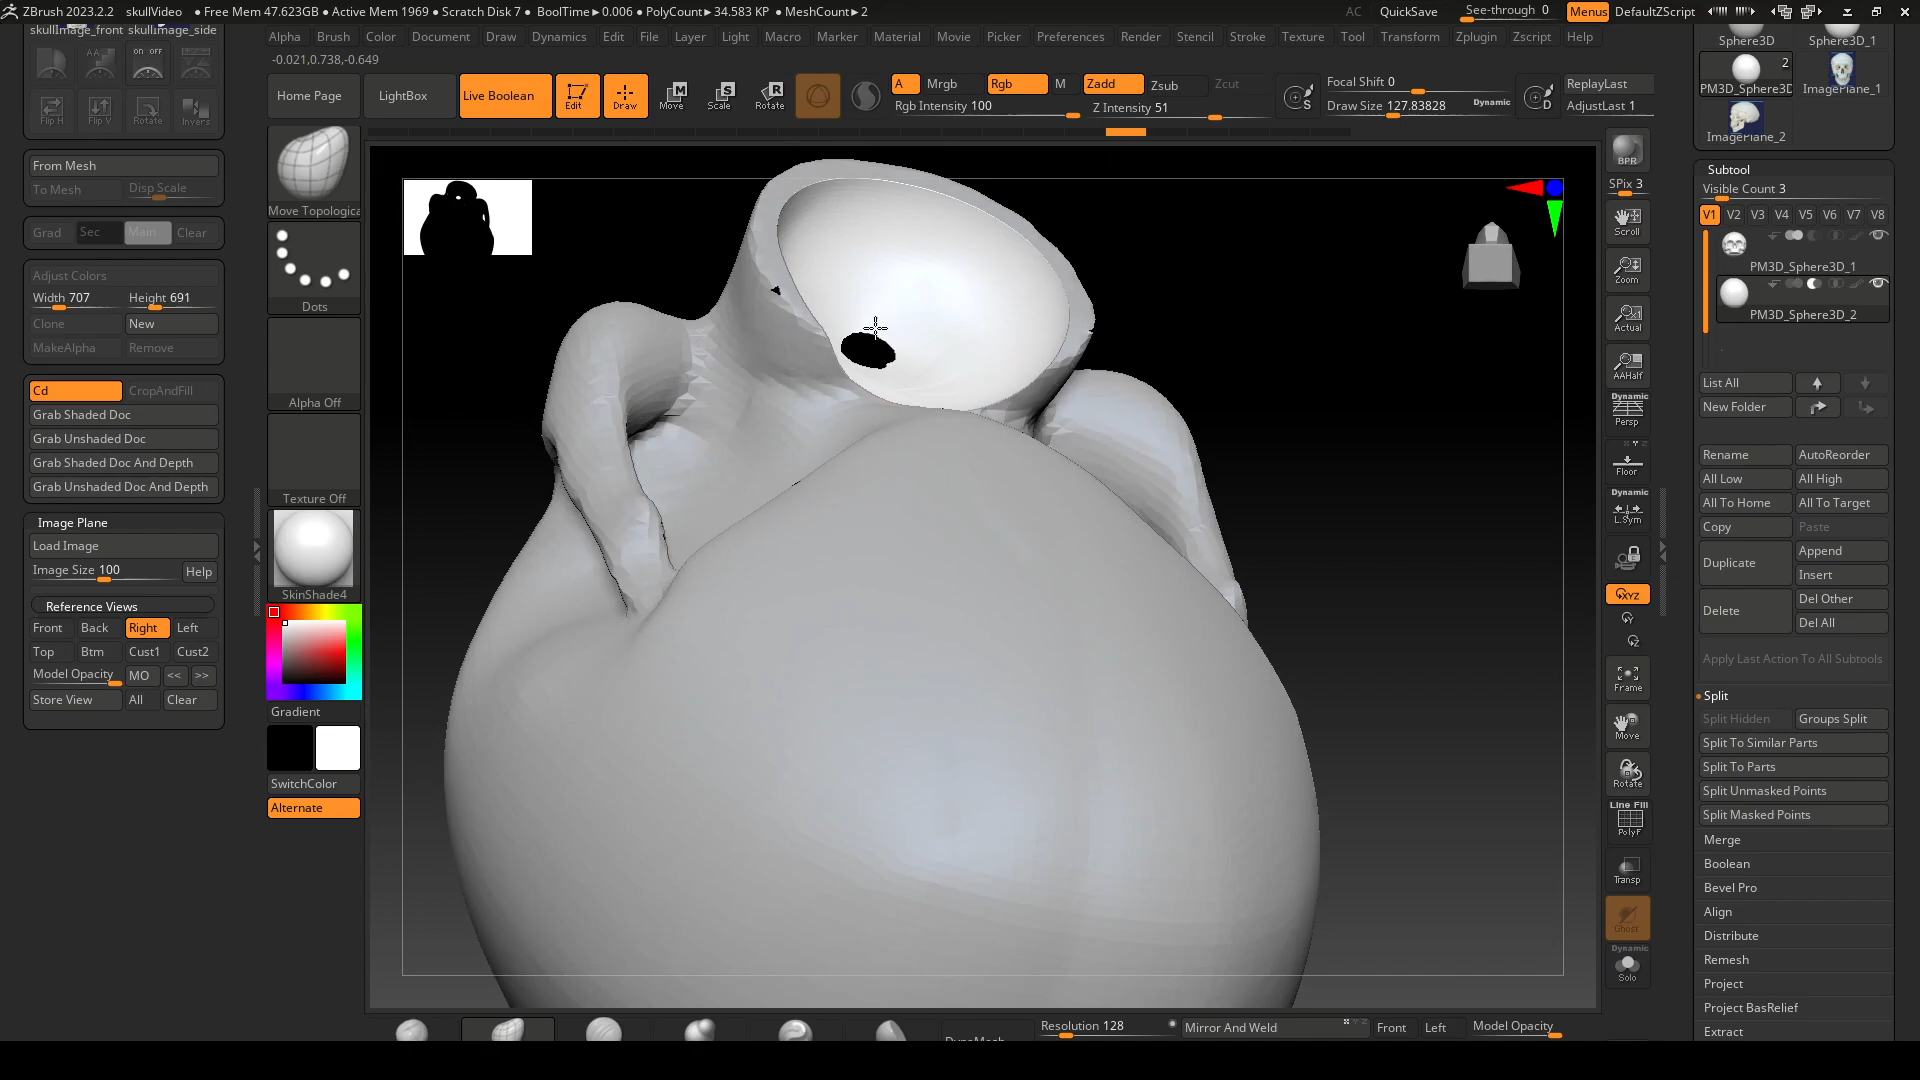 ZBrush 2023.2.2 skullVideo • Free Mem 47.623GB • Active Mem 1969 • Scratch Disk 7 • BoolTime▸0.006 • PolyCount▸34.583 KP • MeshCount▸2 AC QuickSave See-through 0 Menus DefaultZScript
Alpha Brush Color Document Draw Dynamics Edit File Layer Light Macro Marker Material Movie Picker Preferences Render Stencil Stroke Texture Tool Transform Zplugin Zscript Help
-0.021,0.738,-0.649
Home Page LightBox Live Boolean Edit Draw Move Scale Rotate
M S R
A Mrgb Rgb M Zadd Zsub Zcut
Rgb Intensity 100 Z Intensity 51
S Focal Shift 0
Draw Size 127.83828 Dynamic
D ReplayLast
AdjustLast 1
skullImage_front skullImage_side
on off
Flip H Flip V Rotate Invers
From Mesh
To Mesh Disp Scale
Grad Sec Main Clear
Adjust Colors
Width 707 Height 691
Clone New
MakeAlpha Remove
Cd CropAndFill
Grab Shaded Doc
Grab Unshaded Doc
Grab Shaded Doc And Depth
Grab Unshaded Doc And Depth
Image Plane
Load Image
Image Size 100 Help
Reference Views
Front Back Right Left
Top Btm Cust1 Cust2
Model Opacity MO << >>
Store View All Clear
Move Topologica
Dots
Alpha Off
Texture Off
SkinShade4
Gradient
SwitchColor
Alternate
BPR
SPix 3
Scroll
Zoom
Actual
AAHalf
Dynamic
Persp
Floor
Dynamic
L.Sym
XYZ
Y
Z
Frame
Move
Rotate
Line Fill
PolyF
Transp
Ghost
Dynamic
Solo
Sphere3D Sphere3D_1
2
PM3D_Sphere3D ImagePlane_1
ImagePlane_2
Subtool
Visible Count 3
V1 V2 V3 V4 V5 V6 V7 V8
PM3D_Sphere3D_1
PM3D_Sphere3D_2
List All
New Folder
Rename AutoReorder
All Low All High
All To Home All To Target
Copy Paste
Duplicate Append
Insert
Delete Del Other
Del All
Apply Last Action To All Subtools
Split
Split Hidden Groups Split
Split To Similar Parts
Split To Parts
Split Unmasked Points
Split Masked Points
Merge
Boolean
Bevel Pro
Align
Distribute
Remesh
Project
Project BasRelief
Extract
DynaMesh Resolution 128 Mirror And Weld Front Left Model Opacity